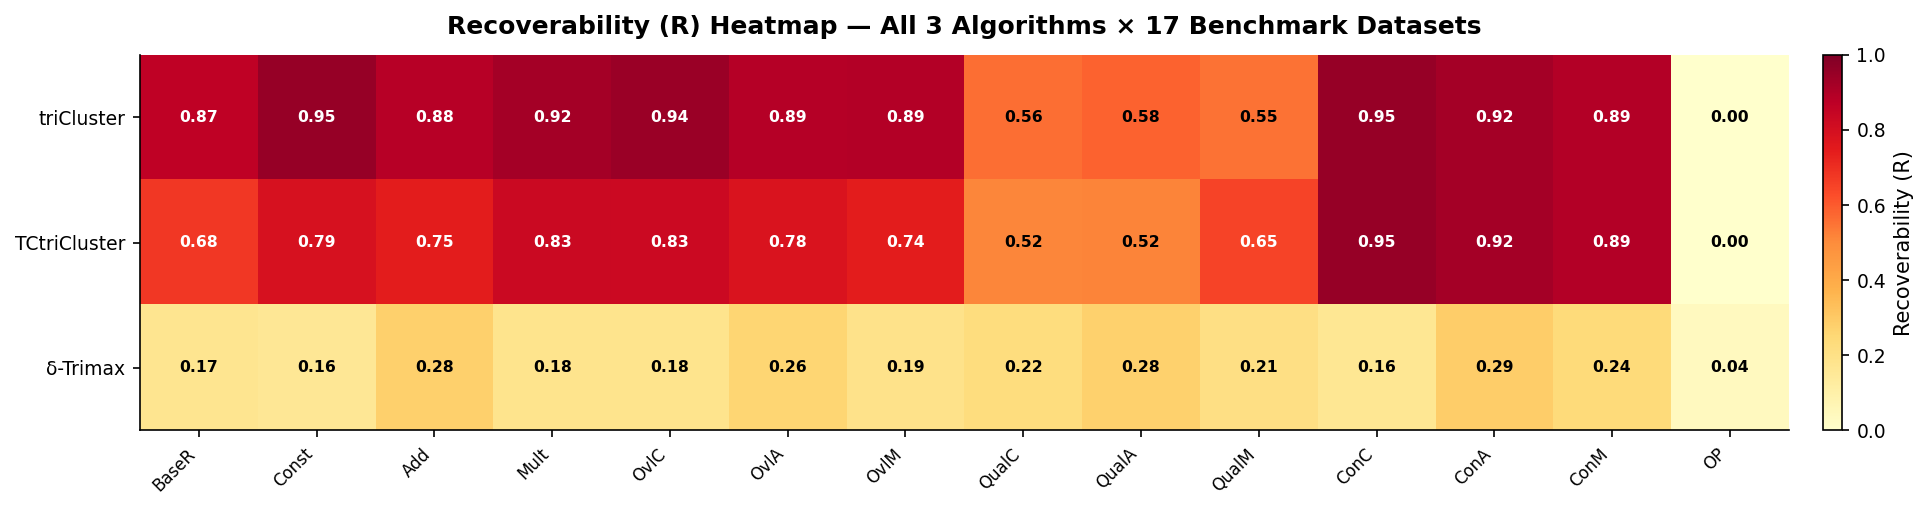 Recoverability (R) Heatmap — All 3 Algorithms × 17 Benchmark Datasets
triCluster 0.87 0.95 0.88 0.92 0.94 0.89 0.89 0.56 0.58 0.55 0.95 0.92 0.89 0.00
TCtriCluster 0.68 0.79 0.75 0.83 0.83 0.78 0.74 0.52 0.52 0.65 0.95 0.92 0.89 0.00
δ-Trimax 0.17 0.16 0.28 0.18 0.18 0.26 0.19 0.22 0.28 0.21 0.16 0.29 0.24 0.04
BaseR Const Add Mult OvlC OvlA OvlM QualC QualA QualM ConC ConA ConM OP
1.0
0.8
0.6
0.4
0.2
0.0
Recoverability (R)